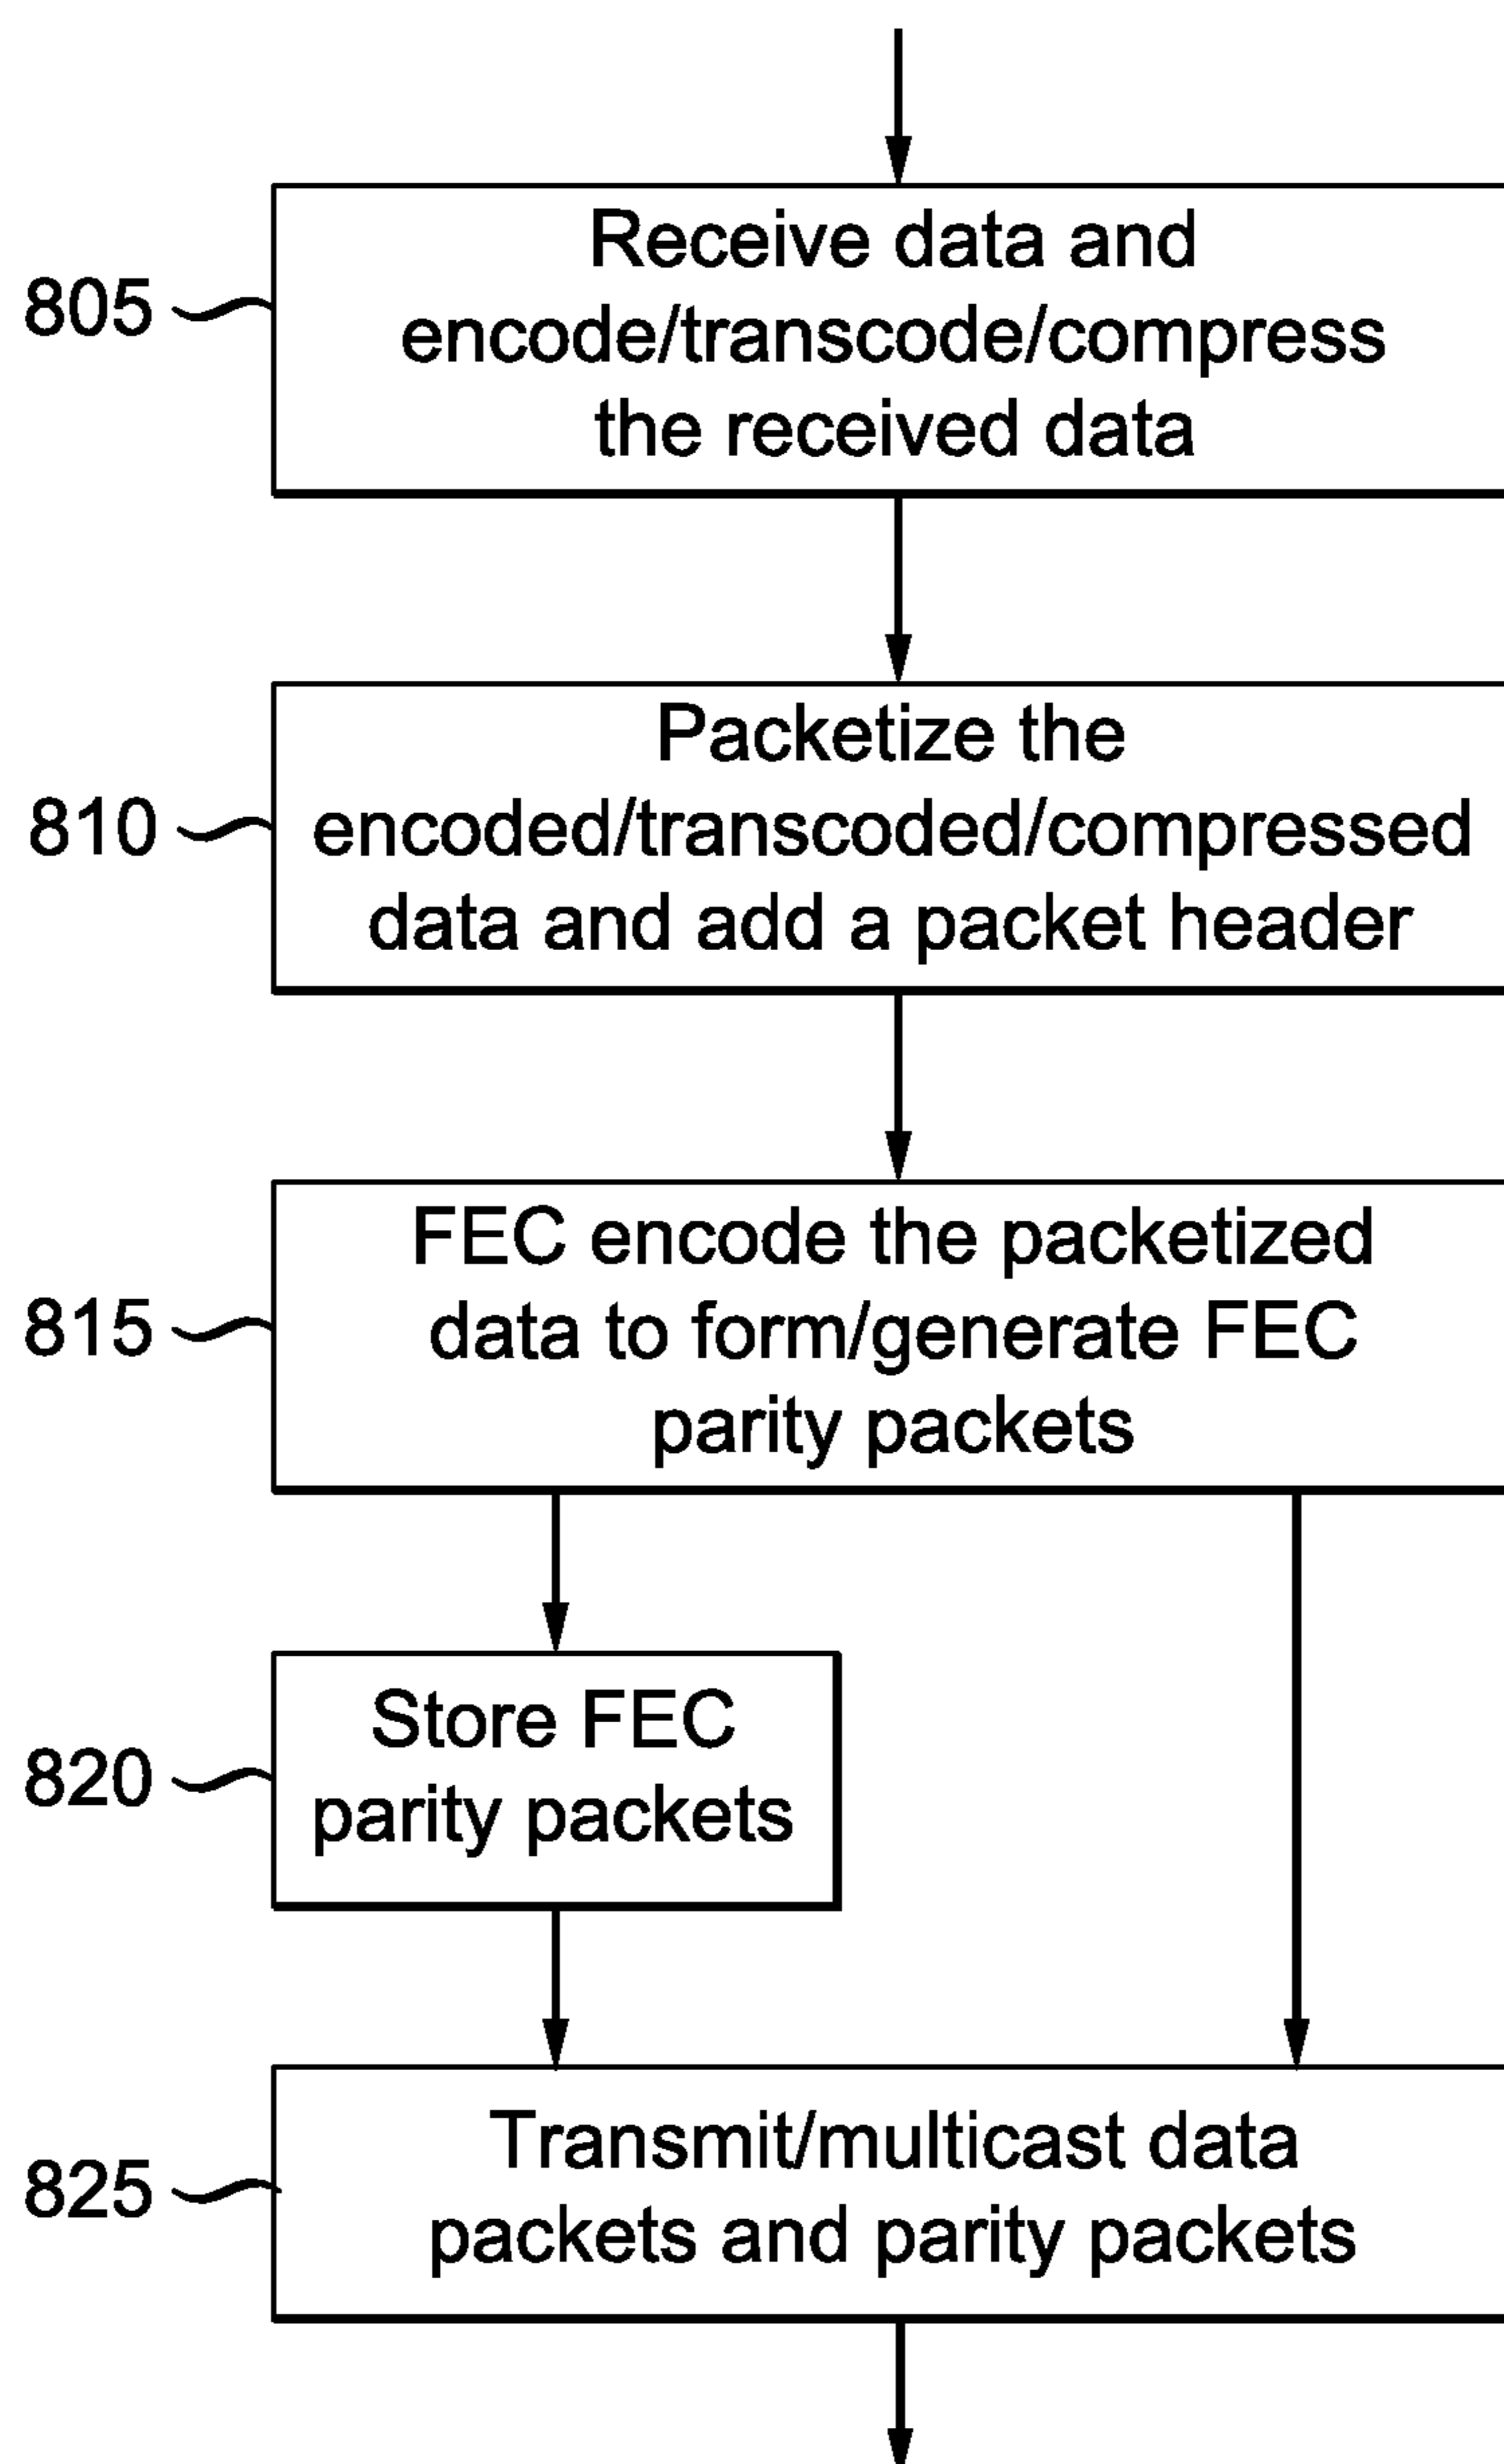 Receive data and
805
encode/transcode/compress
the received data
Packetize the
810
encoded/transcoded/compressed
data and add a packet header
FEC encode the packetized
815
data to form/generate FEC
parity packets
Store FEC
820
parity packets
Transmit/multicast data
825
packets and parity packets